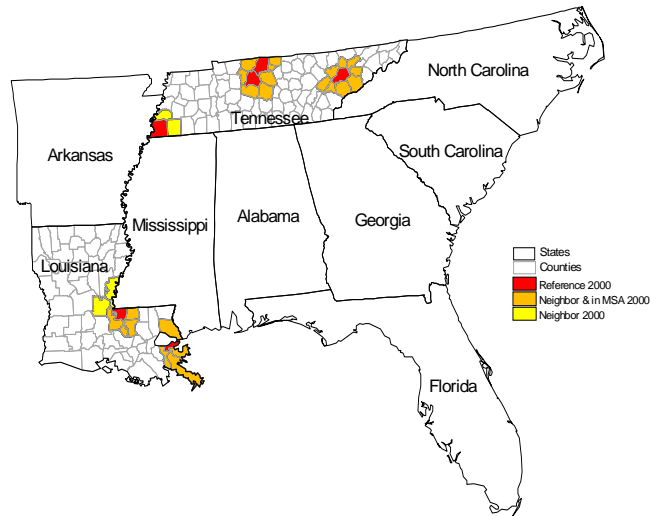 North Carolina
Tennessee
Arkansas
South Carolina
Mississippi
Alabama
Georgia
Louisiana
States
Counties
Reference 2000
Neighbor & in MSA 2000
Neighbor 2000
Florida